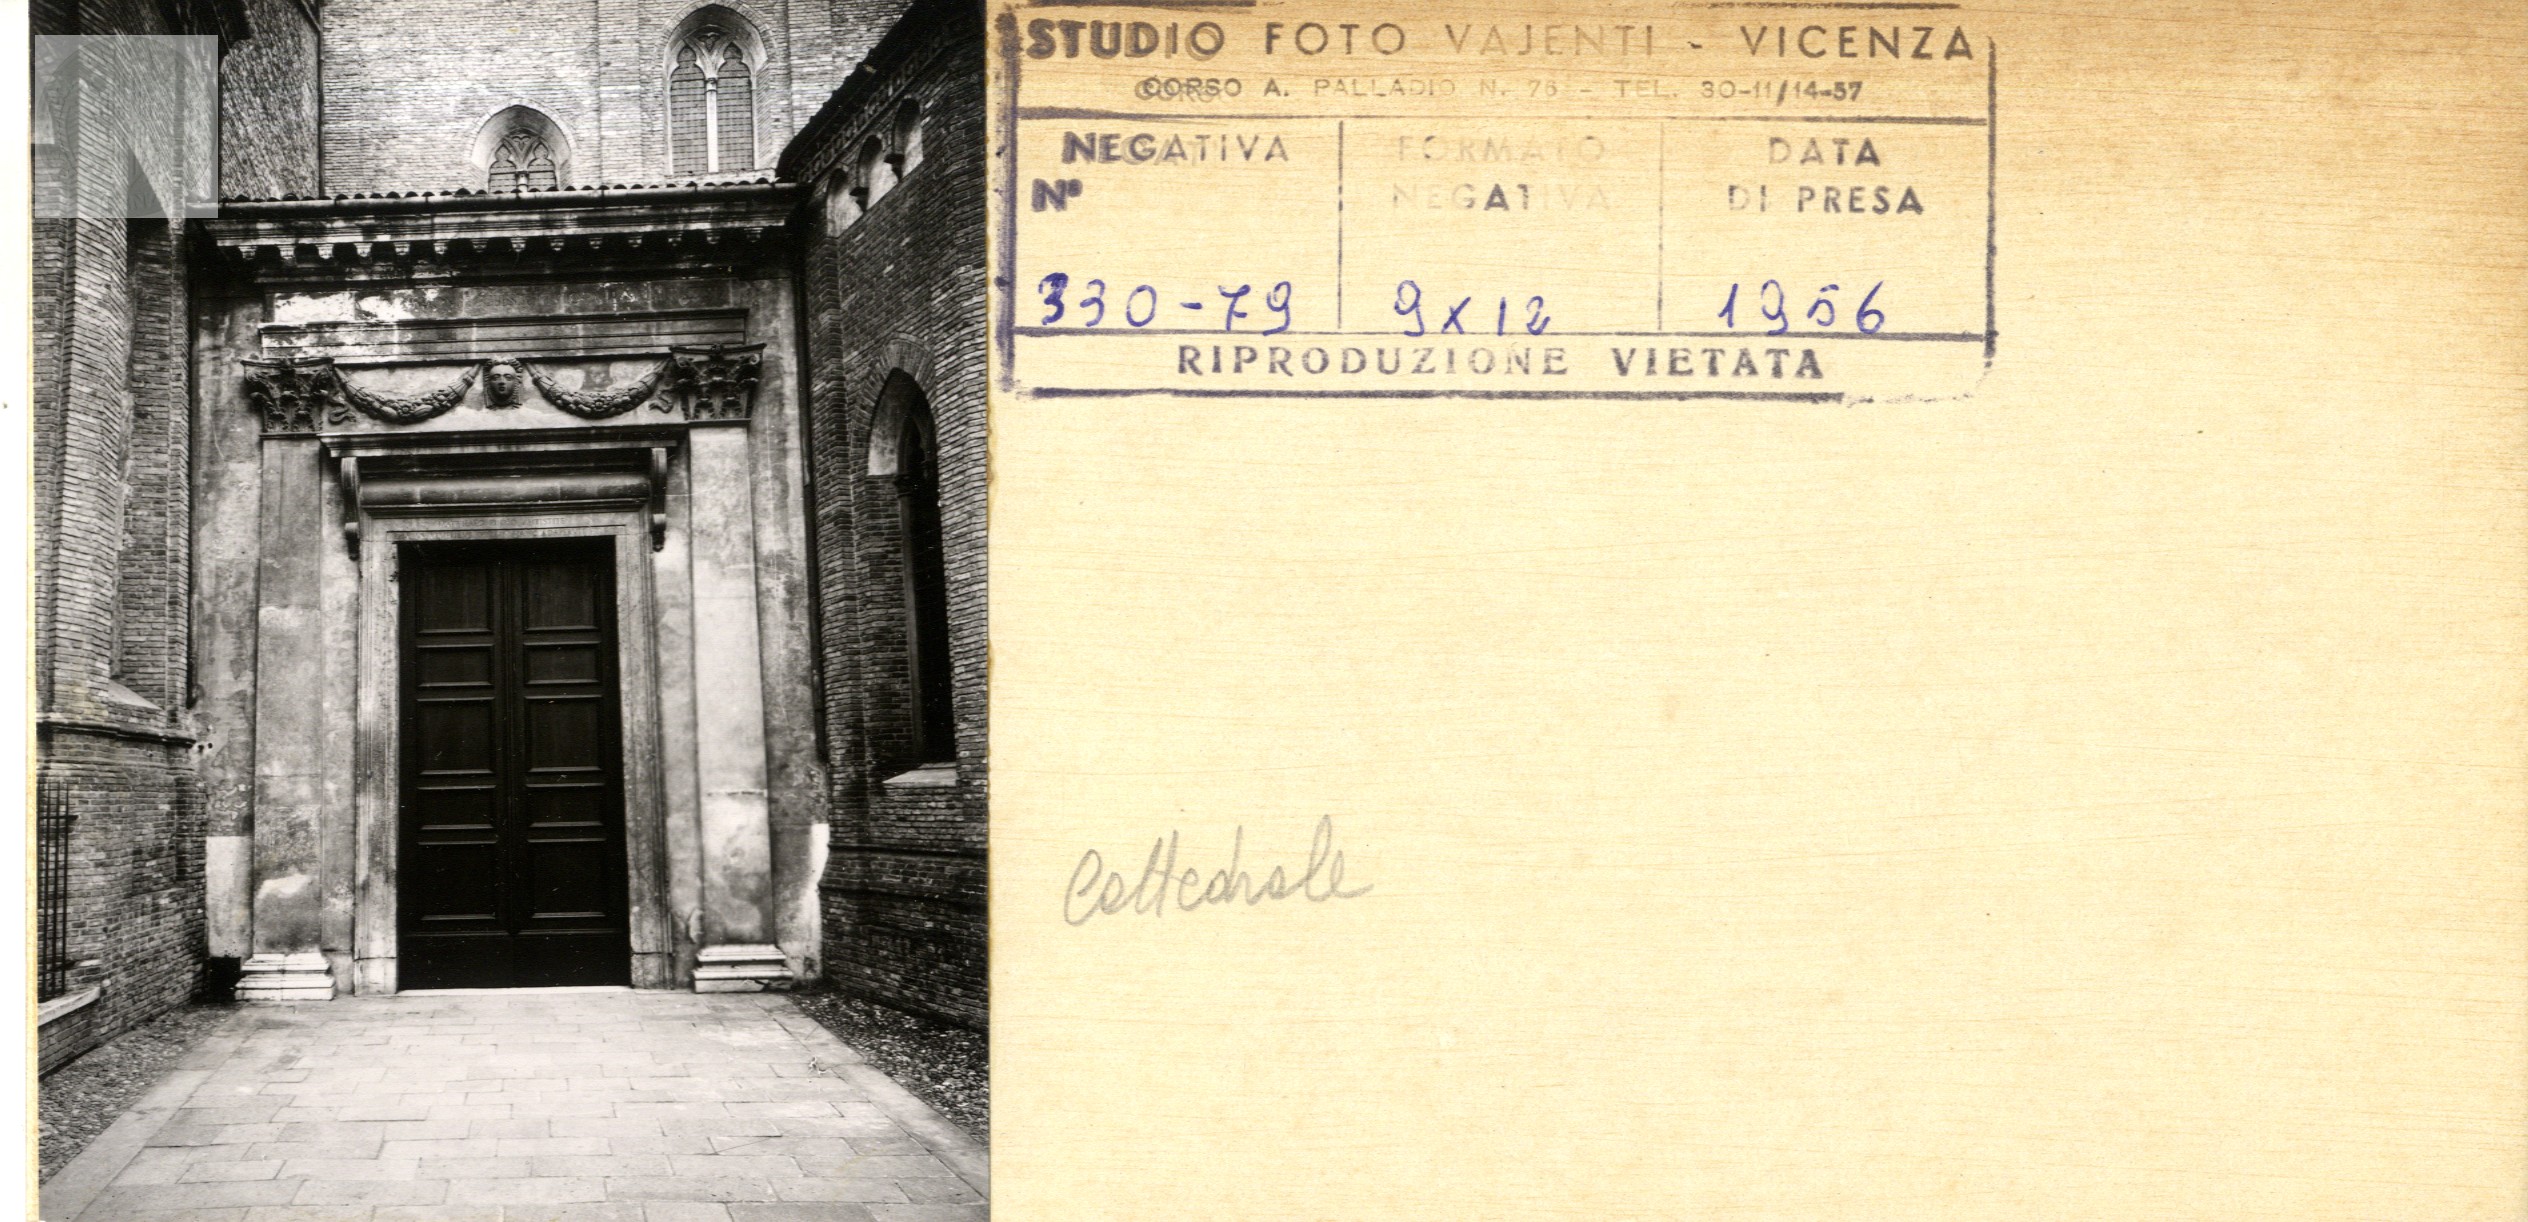 STUDIO FOTO VAJENTI - VICENZA
CORSO A. PALLADIO N. 76 - TEL. 30-11/14-57
NEGATIVA
Nº
FORMATO
NEGATIVA
DATA
DI PRESA
330-79
9x12
1956
RIPRODUZIONE VIETATA
Cattedrale